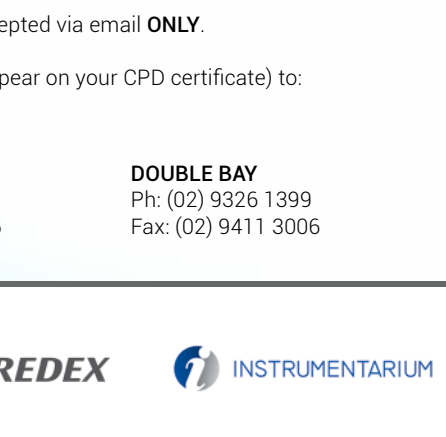 epted via email ONLY.
pear on your CPD certificate) to:
DOUBLE BAY
Ph: (02) 9326 1399
Fax: (02) 9411 3006
REDEX
INSTRUMENTARIUM